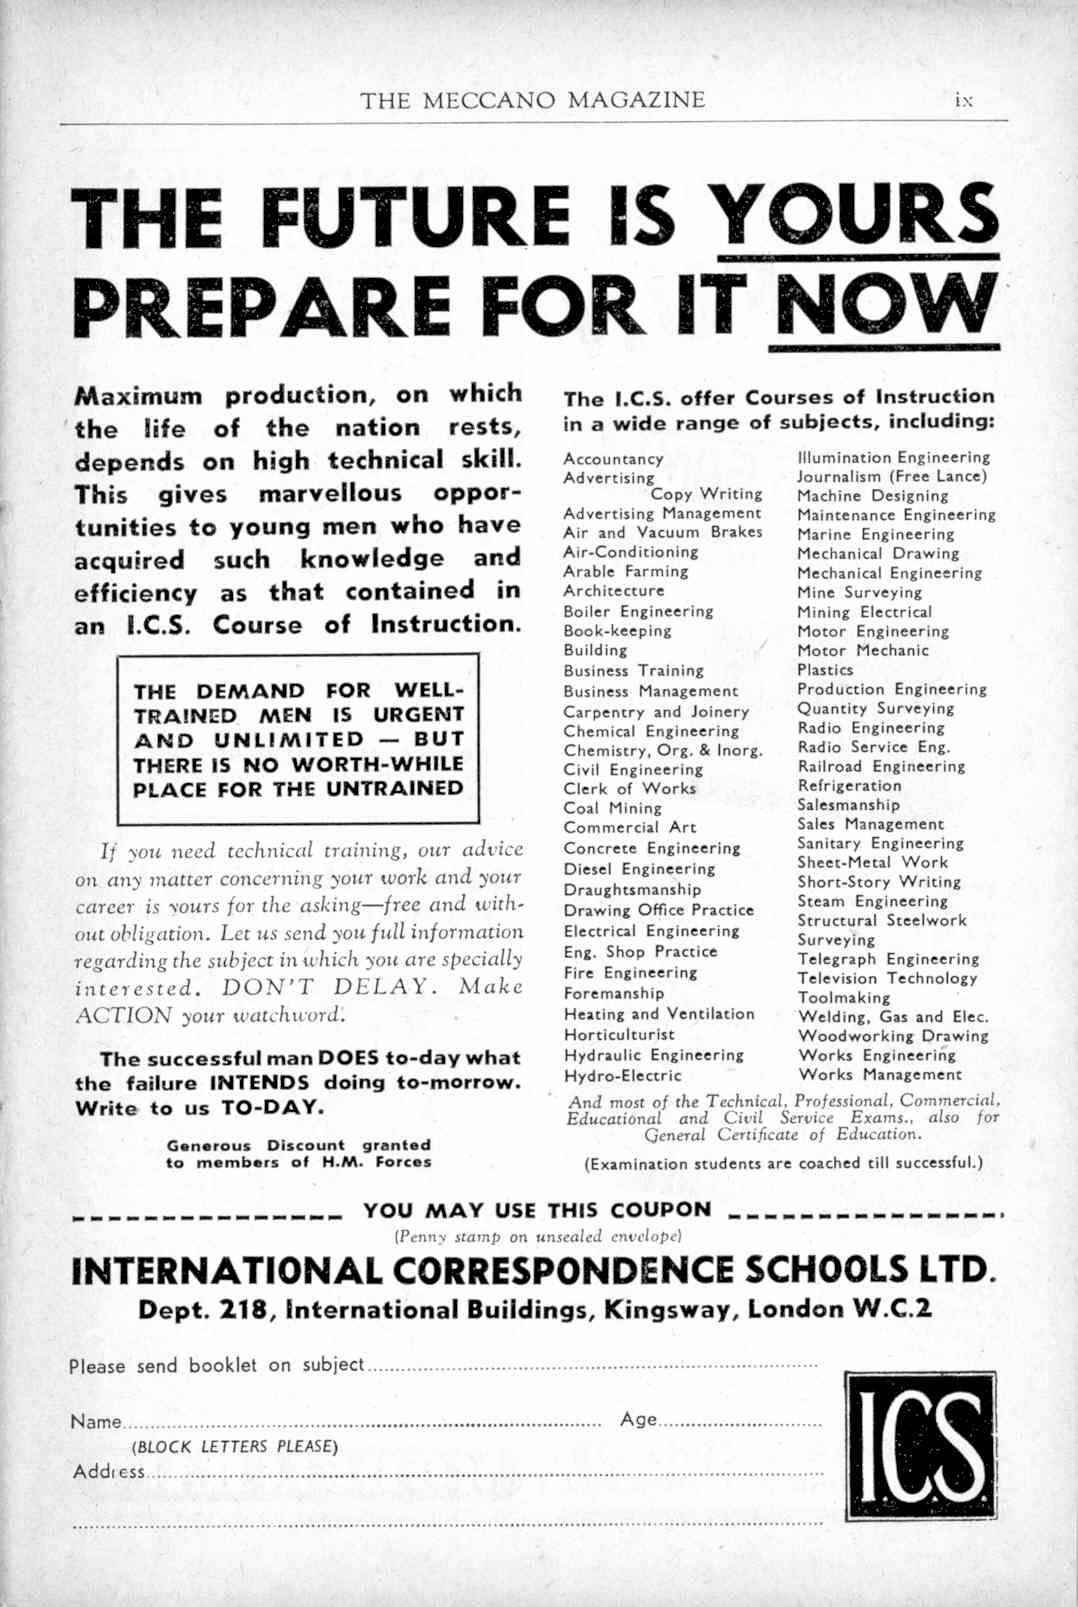 THE MECCANO MAGAZINE ix
THE FUTURE IS YOURS
PREPARE FOR IT NOW
Maximum production, on which
the life of the nation rests,
depends on high technical skill.
This gives marvellous oppor-
tunities to young men who have
acquired such knowledge and
efficiency as that contained in
an I.C.S. Course of Instruction.
THE DEMAND FOR WELL-
TRAINED MEN IS URGENT
AND UNLIMITED — BUT
THERE IS NO WORTH-WHILE
PLACE FOR THE UNTRAINED
If you need technical training, our advice
on any matter concerning your work and your
career is yours for the asking—free and with-
out obligation. Let us send you full information
regarding the subject in which you are specially
interested. DON'T DELAY. Make
ACTION your watchword.
The successful man DOES to-day what
the failure INTENDS doing to-morrow.
Write to us TO-DAY.
Generous Discount granted
to members of H.M. Forces
The I.C.S. offer Courses of Instruction
in a wide range of subjects, including:
Accountancy
Advertising
Copy Writing
Advertising Management
Air and Vacuum Brakes
Air-Conditioning
Arable Farming
Architecture
Boiler Engineering
Book-keeping
Building
Business Training
Business Management
Carpentry and Joinery
Chemical Engineering
Chemistry, Org. & Inorg.
Civil Engineering
Clerk of Works
Coal Mining
Commercial Art
Concrete Engineering
Diesel Engineering
Draughtsmanship
Drawing Office Practice
Electrical Engineering
Eng. Shop Practice
Fire Engineering
Foremanship
Heating and Ventilation
Horticulturist
Hydraulic Engineering
Hydro-Electric
Illumination Engineering
Journalism (Free Lance)
Machine Designing
Maintenance Engineering
Marine Engineering
Mechanical Drawing
Mechanical Engineering
Mine Surveying
Mining Electrical
Motor Engineering
Motor Mechanic
Plastics
Production Engineering
Quantity Surveying
Radio Engineering
Radio Service Eng.
Railroad Engineering
Refrigeration
Salesmanship
Sales Management
Sanitary Engineering
Sheet-Metal Work
Short-Story Writing
Steam Engineering
Structural Steelwork
Surveying
Telegraph Engineering
Television Technology
Toolmaking
Welding, Gas and Elec.
Woodworking Drawing
Works Engineering
Works Management
And most of the Technical, Professional, Commercial,
Educational and Civil Service Exams., also for
General Certificate of Education.
(Examination students are coached till successful.)
YOU MAY USE THIS COUPON
(Penny stamp on unsealed envelope)
INTERNATIONAL CORRESPONDENCE SCHOOLS LTD.
Dept. 218, International Buildings, Kingsway, London W.C.2
Please send booklet on subject
Name Age
(BLOCK LETTERS PLEASE)
Address
I.C.S.